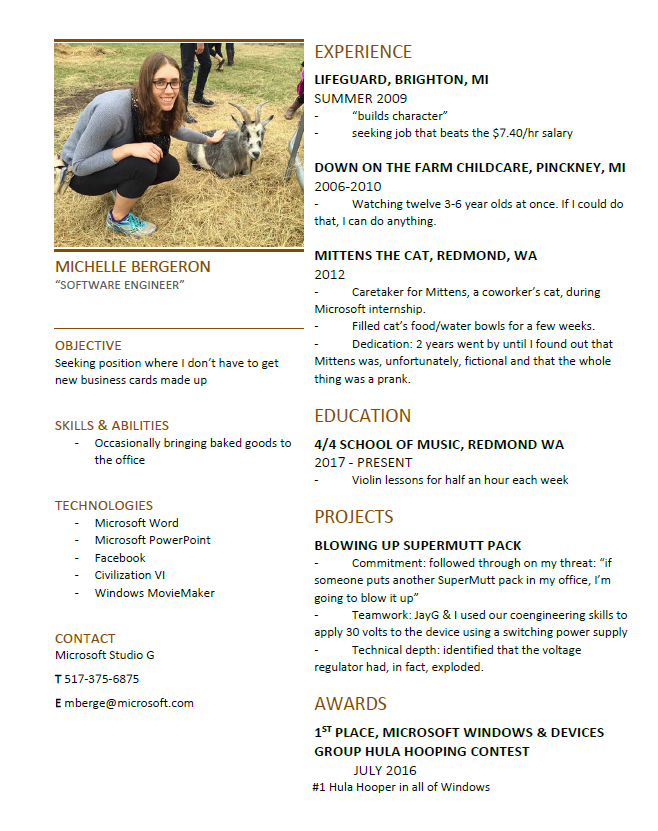 MICHELLE BERGERON
“SOFTWARE ENGINEER”
OBJECTIVE
Seeking position where I don’t have to get
new business cards made up
SKILLS & ABILITIES
- Occasionally bringing baked goods to
the office
TECHNOLOGIES
- Microsoft Word
- Microsoft PowerPoint
- Facebook
- Civilization VI
- Windows MovieMaker
CONTACT
Microsoft Studio G
T 517-375-6875
E mberge@microsoft.com
EXPERIENCE
LIFEGUARD, BRIGHTON, MI
SUMMER 2009
- “builds character”
- seeking job that beats the $7.40/hr salary
DOWN ON THE FARM CHILDCARE, PINCKNEY, MI
2006-2010
- Watching twelve 3-6 year olds at once. If I could do
that, I can do anything.
MITTENS THE CAT, REDMOND, WA
2012
- Caretaker for Mittens, a coworker’s cat, during
Microsoft internship.
- Filled cat’s food/water bowls for a few weeks.
- Dedication: 2 years went by until I found out that
Mittens was, unfortunately, fictional and that the whole
thing was a prank.
EDUCATION
4/4 SCHOOL OF MUSIC, REDMOND WA
2017 - PRESENT
- Violin lessons for half an hour each week
PROJECTS
BLOWING UP SUPERMUTT PACK
- Commitment: followed through on my threat: “if
someone puts another SuperMutt pack in my office, I’m
going to blow it up”
- Teamwork: JayG & I used our coengineering skills to
apply 30 volts to the device using a switching power supply
- Technical depth: identified that the voltage
regulator had, in fact, exploded.
AWARDS
1ST PLACE, MICROSOFT WINDOWS & DEVICES
GROUP HULA HOOPING CONTEST
JULY 2016
#1 Hula Hooper in all of Windows